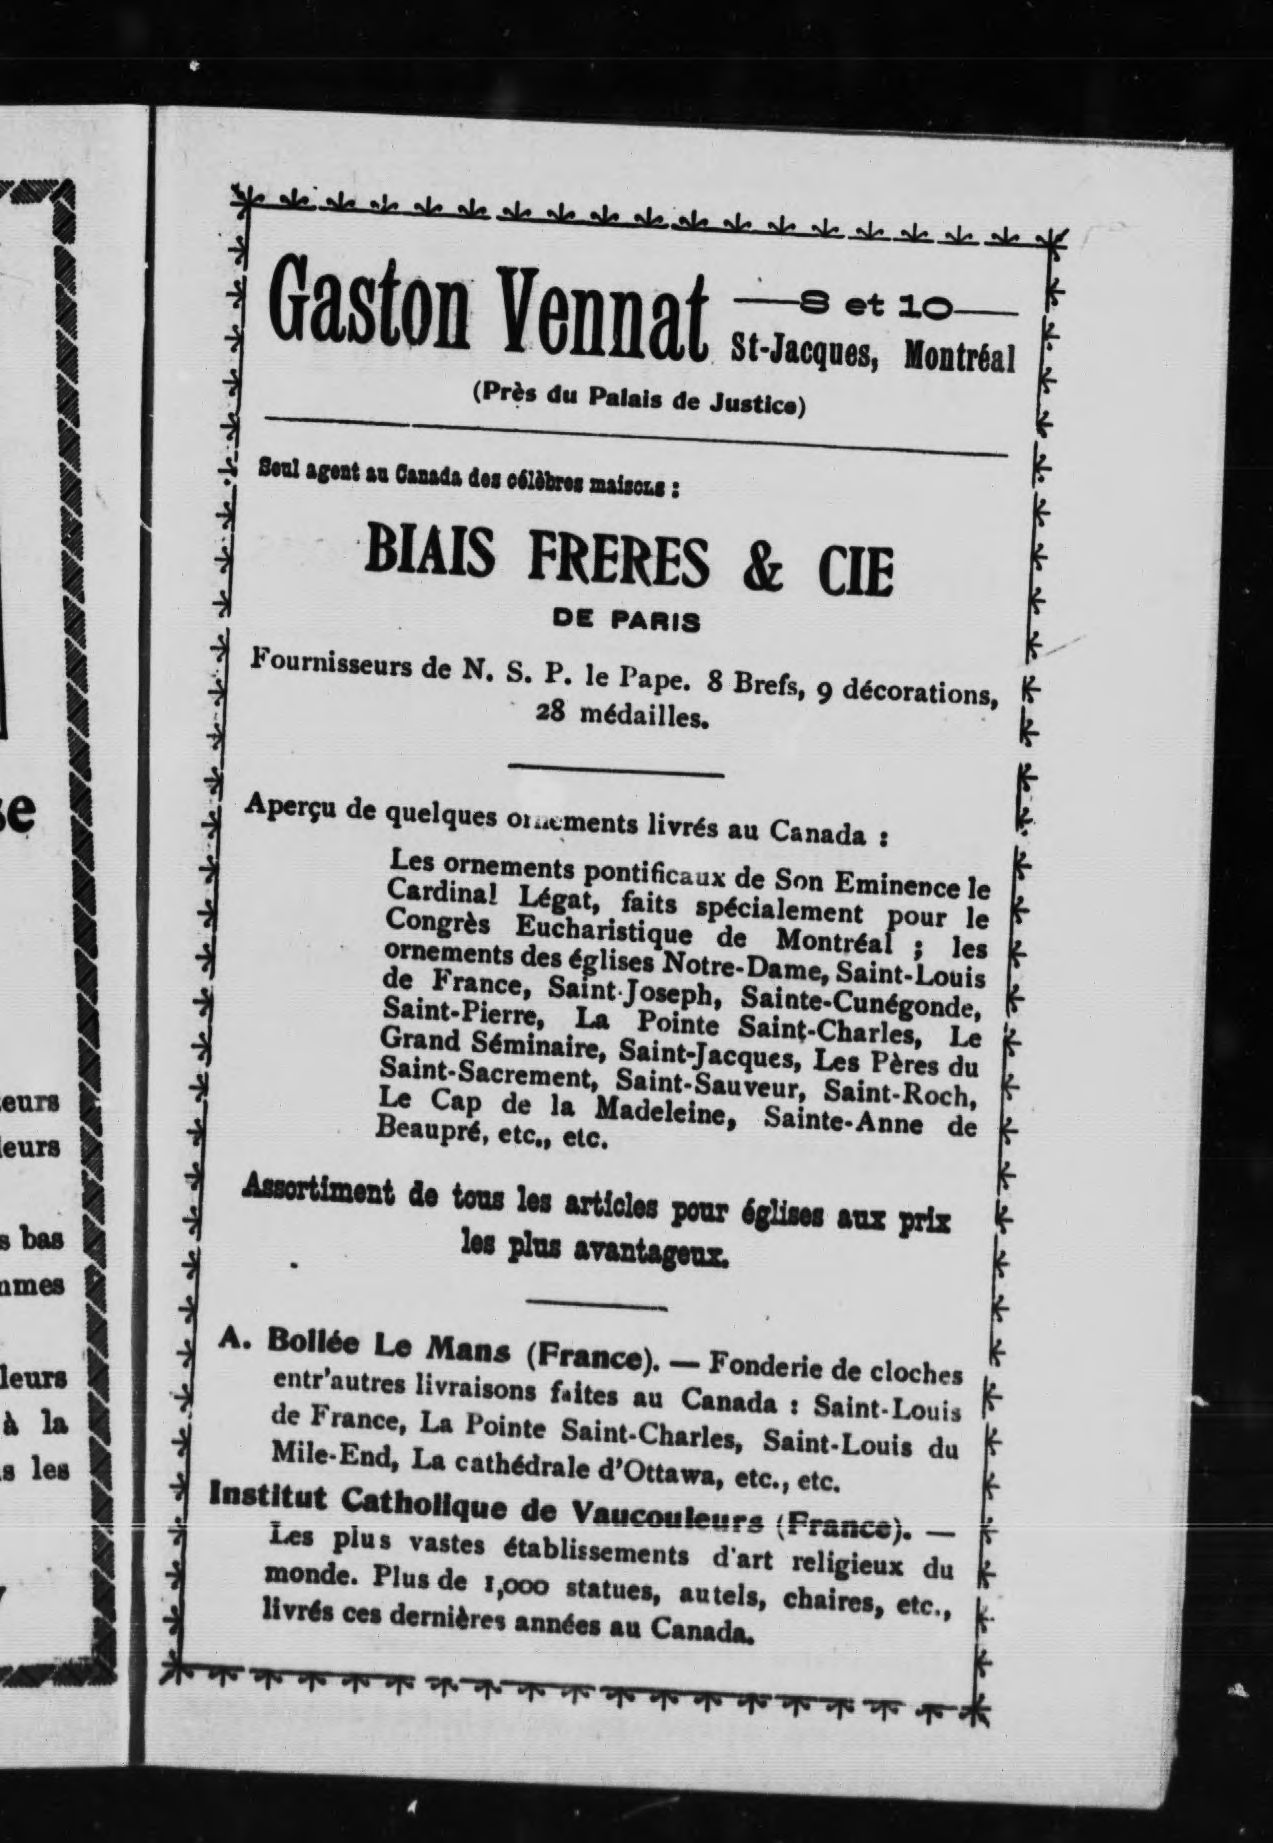 Gaston Vennat — 8 et 10 —
St-Jacques, Montréal
(Près du Palais de Justice)
Seul agent au Canada des célèbres maisons :
BIAIS FRERES & CIE
DE PARIS
Fournisseurs de N. S. P. le Pape. 8 Brefs, 9 décorations,
28 médailles.
Aperçu de quelques ornements livrés au Canada :
Les ornements pontificaux de Son Eminence le
Cardinal Légat, faits spécialement pour le
Congrès Eucharistique de Montréal ; les
ornements des églises Notre-Dame, Saint-Louis
de France, Saint-Joseph, Sainte-Cunégonde,
Saint-Pierre, La Pointe Saint-Charles, Le
Grand Séminaire, Saint-Jacques, Les Pères du
Saint-Sacrement, Saint-Sauveur, Saint-Roch,
Le Cap de la Madeleine, Sainte-Anne de
Beaupré, etc., etc.
Assortiment de tous les articles pour églises aux prix
les plus avantageux.
A. Bollée Le Mans (France). — Fonderie de cloches
entr'autres livraisons faites au Canada : Saint-Louis
de France, La Pointe Saint-Charles, Saint-Louis du
Mile-End, La cathédrale d'Ottawa, etc., etc.
Institut Catholique de Vaucouleurs (France). —
Les plus vastes établissements d'art religieux du
monde. Plus de 1,000 statues, autels, chaires, etc.,
livrés ces dernières années au Canada.